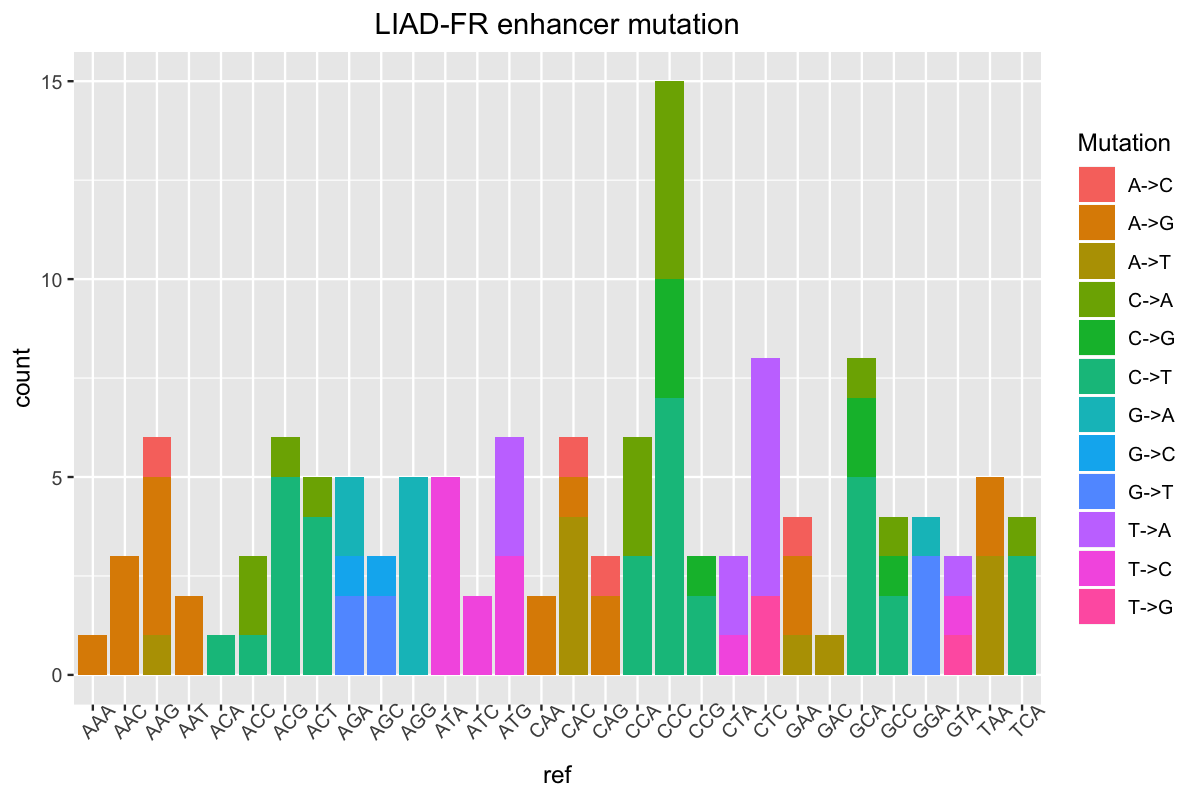 LIAD-FR enhancer mutation
15
10
5
0
count
AAA AAC AAG AAT ACA ACC ACG ACT AGA AGC AGG ATA ATC ATG CAA CAC CAG CCA CCC CCG CTA CTC GAA GAC GCA GCC GGA GTA TAA TCA
ref
Mutation
A->C
A->G
A->T
C->A
C->G
C->T
G->A
G->C
G->T
T->A
T->C
T->G